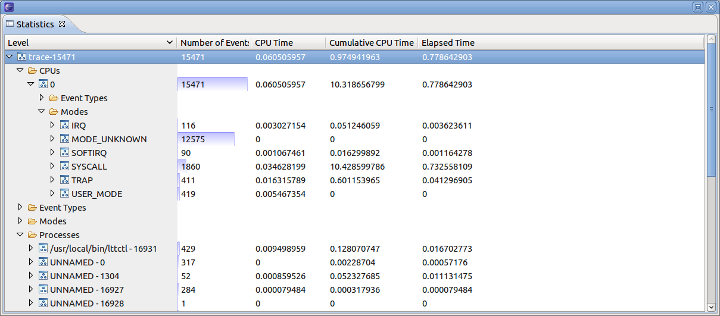 Statistics
Level Number of Events CPU Time Cumulative CPU Time Elapsed Time
trace-15471 15471 0.060505957 0.974941963 0.778642903
CPUs
0 15471 0.060505957 10.318656799 0.778642903
Event Types
Modes
IRQ 116 0.003027154 0.051246059 0.003623611
MODE_UNKNOWN 12575 0 0 0
SOFTIRQ 90 0.001067461 0.016299892 0.001164278
SYSCALL 1860 0.034628199 10.428599786 0.732558109
TRAP 411 0.016315789 0.601153965 0.041296905
USER_MODE 419 0.005467354 0 0
Event Types
Modes
Processes
/usr/local/bin/lttctl - 16931 429 0.009498959 0.128070747 0.016702773
UNNAMED - 0 317 0 0.00228704 0.00057176
UNNAMED - 1304 52 0.000859526 0.052327685 0.011131475
UNNAMED - 16927 284 0.000079484 0.000317936 0.000079484
UNNAMED - 16928 1 0 0 0